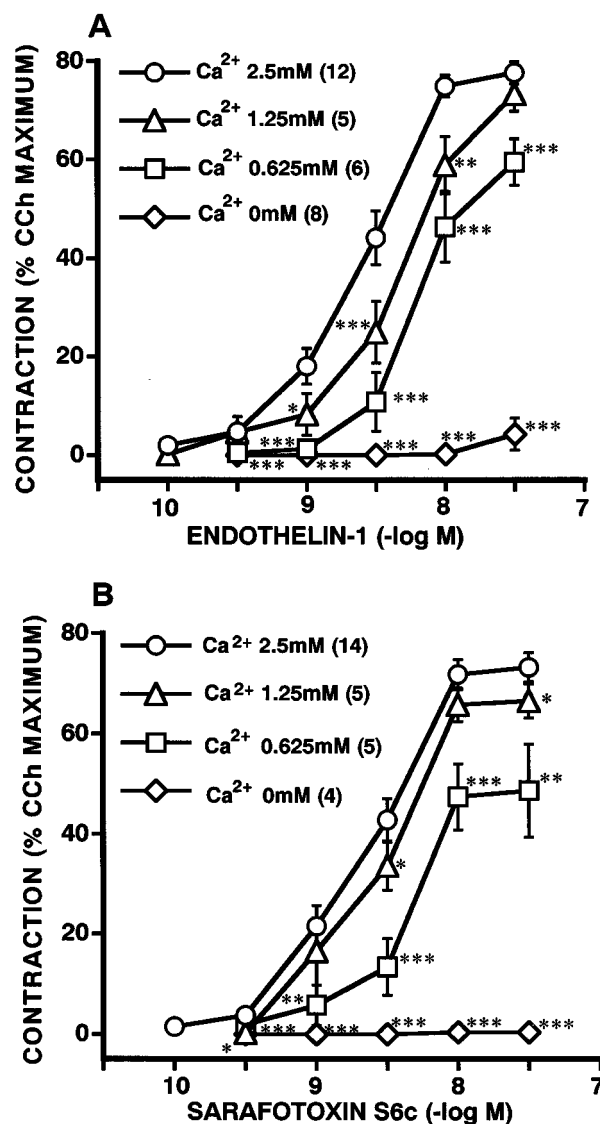 A
CONTRACTION (% CCh MAXIMUM)
80
60
40
20
0
Ca2+ 2.5mM (12)
Ca2+ 1.25mM (5)
Ca2+ 0.625mM (6)
Ca2+ 0mM (8)
***
**
***
***
*
***
***
***
***
***
***
***
10 9 8 7
ENDOTHELIN-1 (-log M)
B
CONTRACTION (% CCh MAXIMUM)
80
60
40
20
0
Ca2+ 2.5mM (14)
Ca2+ 1.25mM (5)
Ca2+ 0.625mM (5)
Ca2+ 0mM (4)
*
***
**
*
***
**
***
***
***
***
***
*
10 9 8 7
SARAFOTOXIN S6c (-log M)